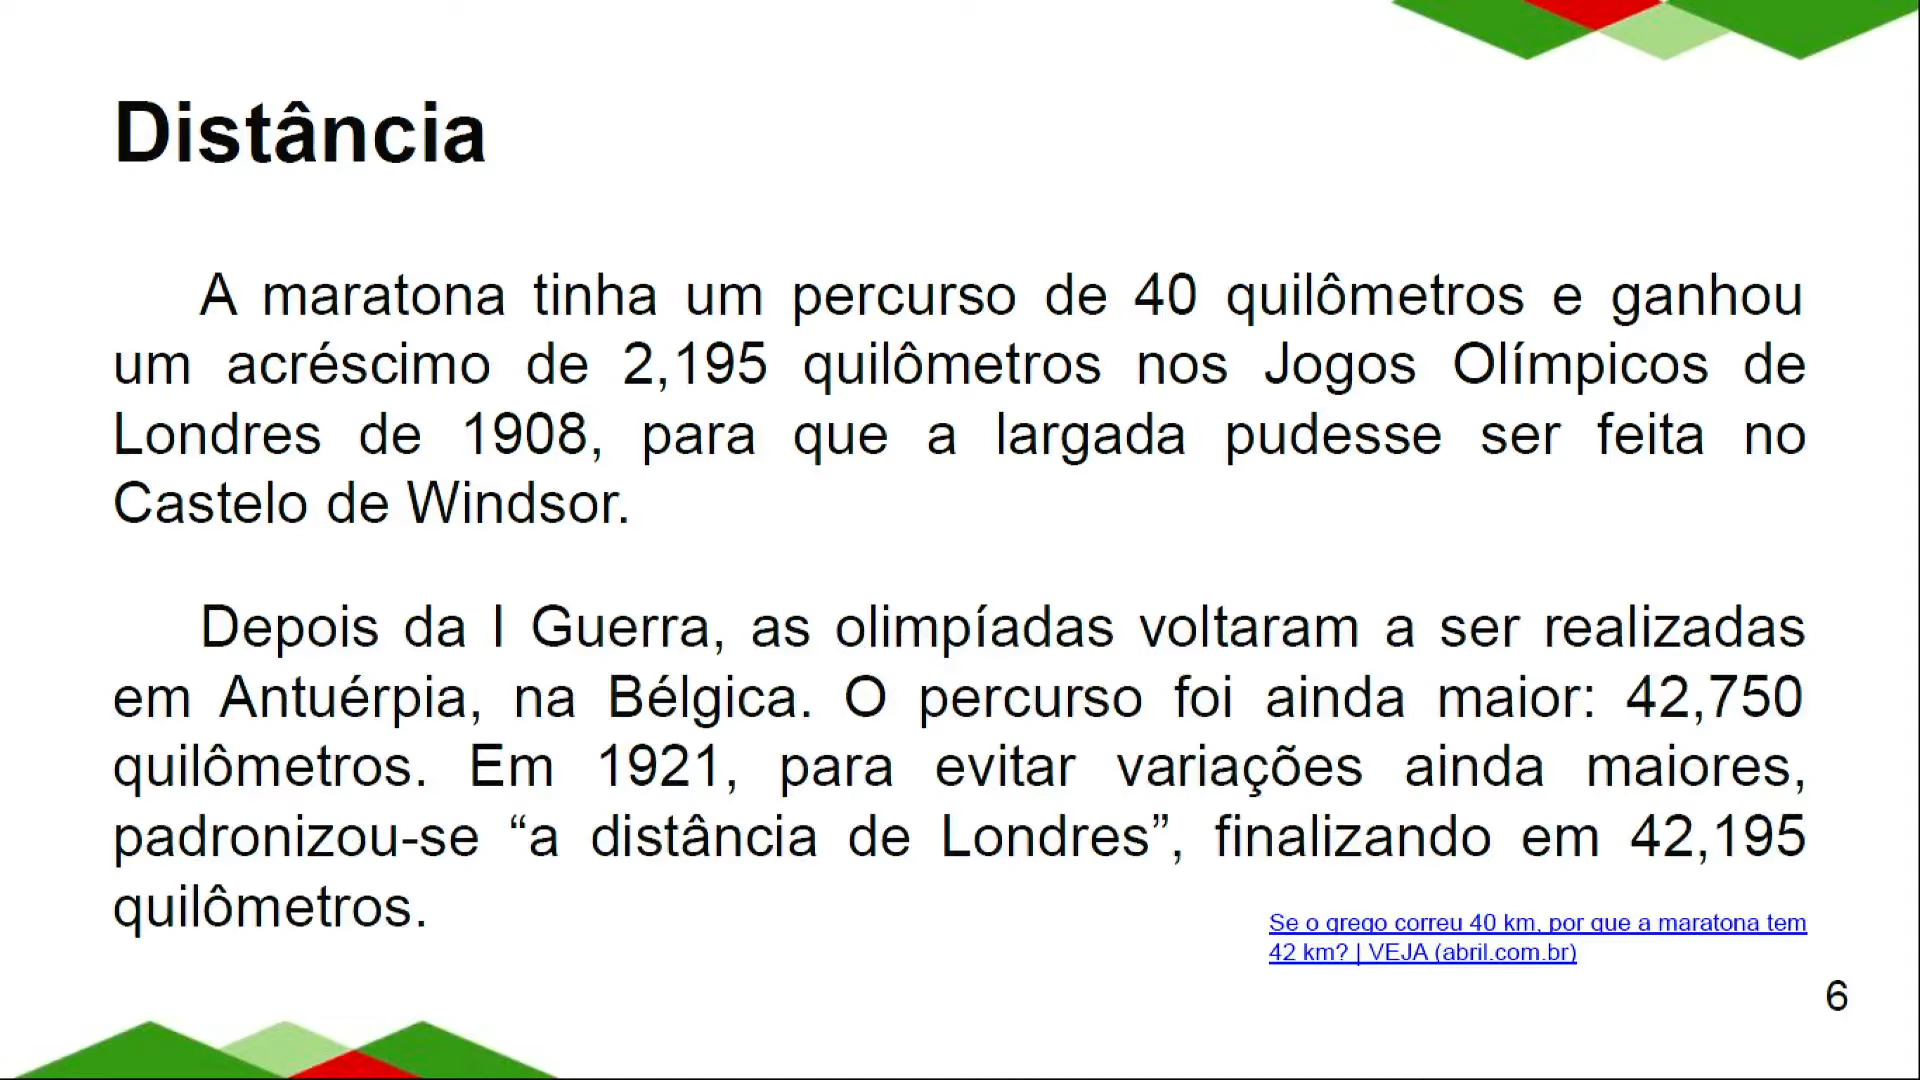 Distância
A maratona tinha um percurso de 40 quilômetros e ganhou
um acréscimo de 2,195 quilômetros nos Jogos Olímpicos de
Londres de 1908, para que a largada pudesse ser feita no
Castelo de Windsor.
Depois da I Guerra, as olimpíadas voltaram a ser realizadas
em Antuérpia, na Bélgica. O percurso foi ainda maior: 42,750
quilômetros. Em 1921, para evitar variações ainda maiores,
padronizou-se “a distância de Londres”, finalizando em 42,195
quilômetros.
Se o grego correu 40 km, por que a maratona tem
42 km? | VEJA (abril.com.br)
6